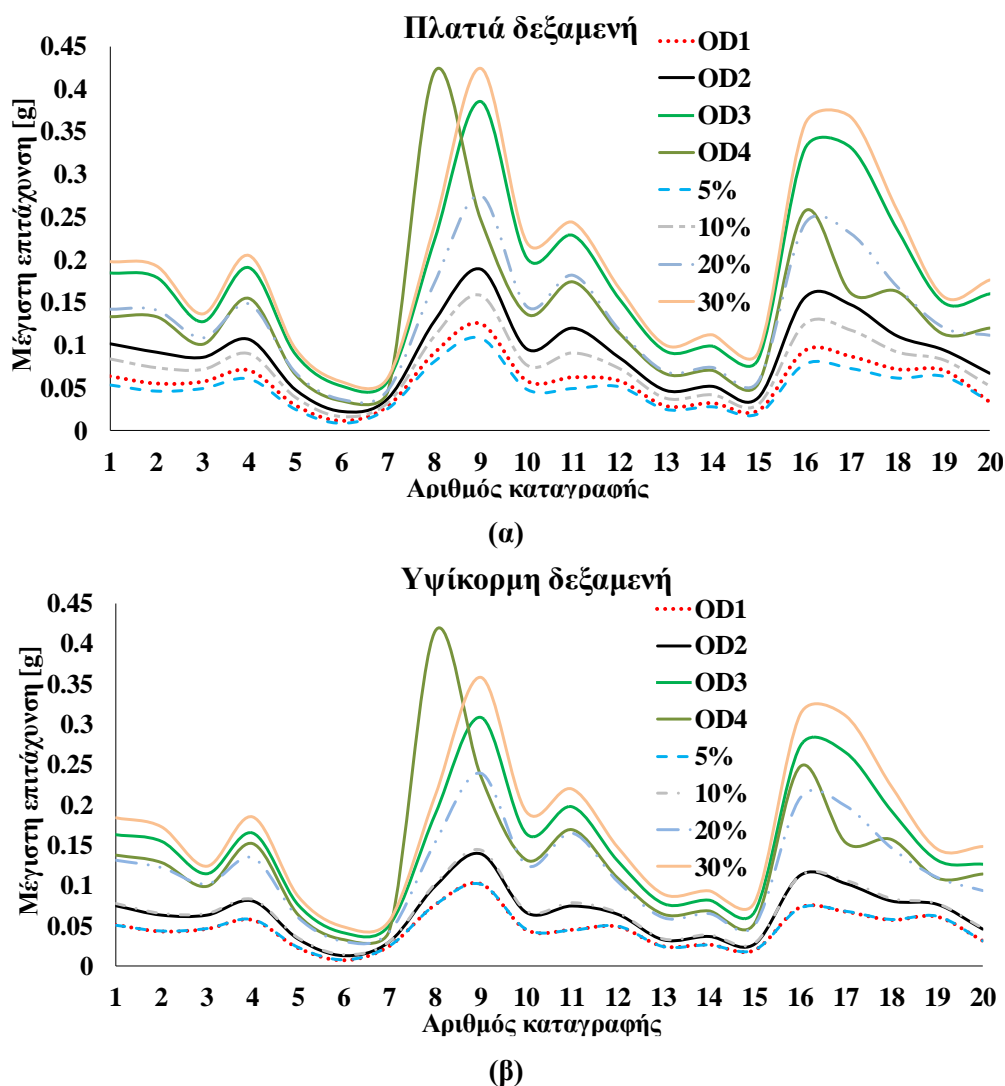 Πλατιά δεξαμενή
Μέγιστη επιτάχυνση [g]
0.45
0.4
0.35
0.3
0.25
0.2
0.15
0.1
0.05
0
1 2 3 4 5 6 7 8 9 10 11 12 13 14 15 16 17 18 19 20
Αριθμός καταγραφής
OD1
OD2
OD3
OD4
5%
10%
20%
30%
(α)
Υψίκορμη δεξαμενή
Μέγιστη επιτάχυνση [g]
0.45
0.4
0.35
0.3
0.25
0.2
0.15
0.1
0.05
0
1 2 3 4 5 6 7 8 9 10 11 12 13 14 15 16 17 18 19 20
Αριθμός καταγραφής
OD1
OD2
OD3
OD4
5%
10%
20%
30%
(β)